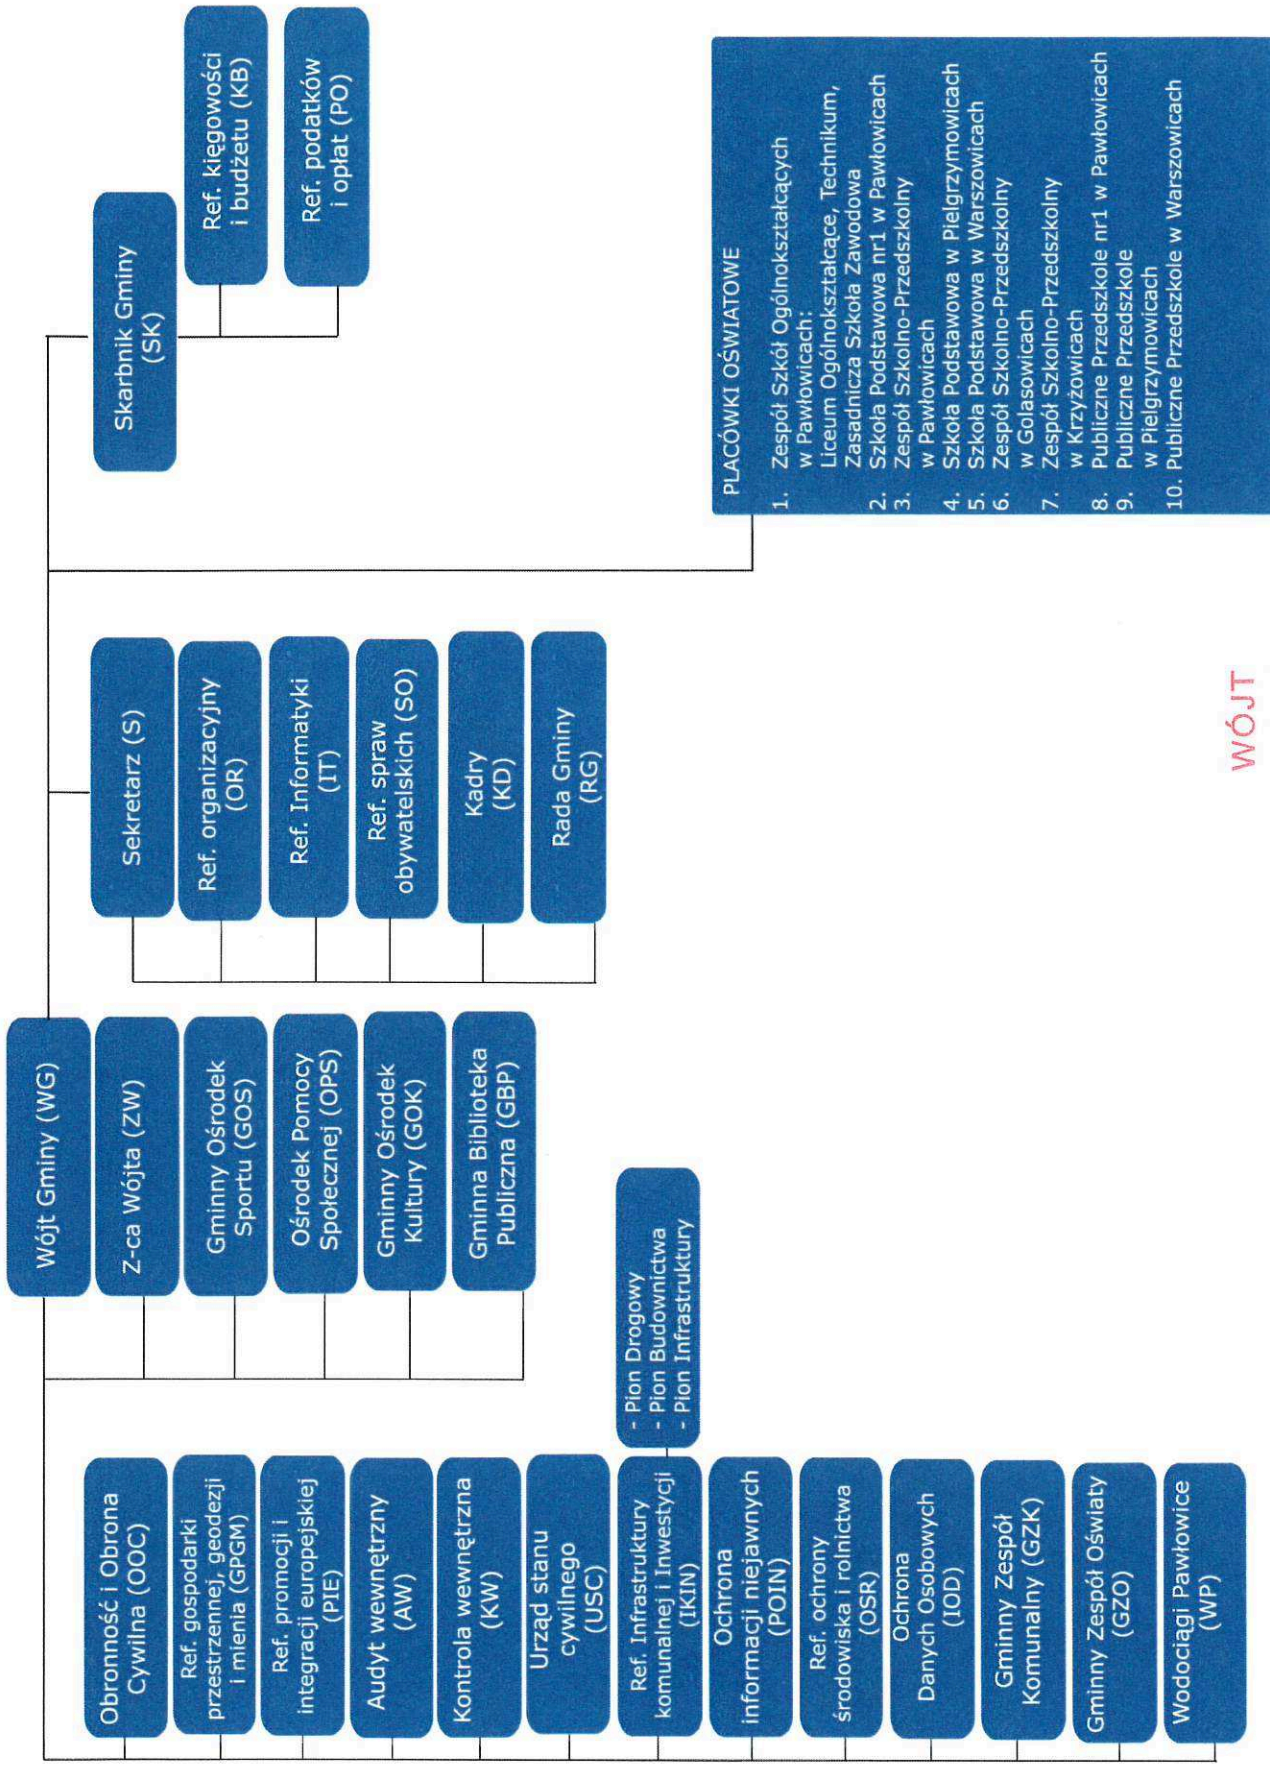 Wójt Gminy (WG)
Z-ca Wójta (ZW)
Gminny Ośrodek
Sportu (GOS)
Ośrodek Pomocy
Społecznej (OPS)
Gminny Ośrodek
Kultury (GOK)
Gminna Biblioteka
Publiczna (GBP)
Obronność i Obrona
Cywilna (OOC)
Ref. gospodarki
przestrzennej, geodezji
i mienia (GPGM)
Ref. promocji i
integracji europejskiej
(PIE)
Audyt wewnętrzny
(AW)
Kontrola wewnętrzna
(KW)
Urząd stanu
cywilnego
(USC)
Ref. Infrastruktury
komunalnej i Inwestycji
(IKIN)
- Pion Drogowy
- Pion Budownictwa
- Pion Infrastruktury
Ochrona
informacji niejawnych
(POIN)
Ref. ochrony
środowiska i rolnictwa
(OSR)
Ochrona
Danych Osobowych
(IOD)
Gminny Zespół
Komunalny (GZK)
Gminny Zespół Oświaty
(GZO)
Wodociągi Pawłowice
(WP)
Sekretarz (S)
Ref. organizacyjny
(OR)
Ref. Informatyki
(IT)
Ref. spraw
obywatelskich (SO)
Kadry
(KD)
Rada Gminy
(RG)
Skarbnik Gminy
(SK)
Ref. kięgowości
i budżetu (KB)
Ref. podatków
i opłat (PO)
PLACÓWKI OŚWIATOWE
1. Zespół Szkół Ogólnokształcących
w Pawłowicach:
Liceum Ogólnokształcące, Technikum,
Zasadnicza Szkoła Zawodowa
2. Szkoła Podstawowa nr1 w Pawłowicach
3. Zespół Szkolno-Przedszkolny
w Pawłowicach
4. Szkoła Podstawowa w Pielgrzymowicach
5. Szkoła Podstawowa w Warszowicach
6. Zespół Szkolno-Przedszkolny
w Golasowicach
7. Zespół Szkolno-Przedszkolny
w Krzyżowicach
8. Publiczne Przedszkole nr1 w Pawłowicach
9. Publiczne Przedszkole
w Pielgrzymowicach
10. Publiczne Przedszkole w Warszowicach
WÓJT